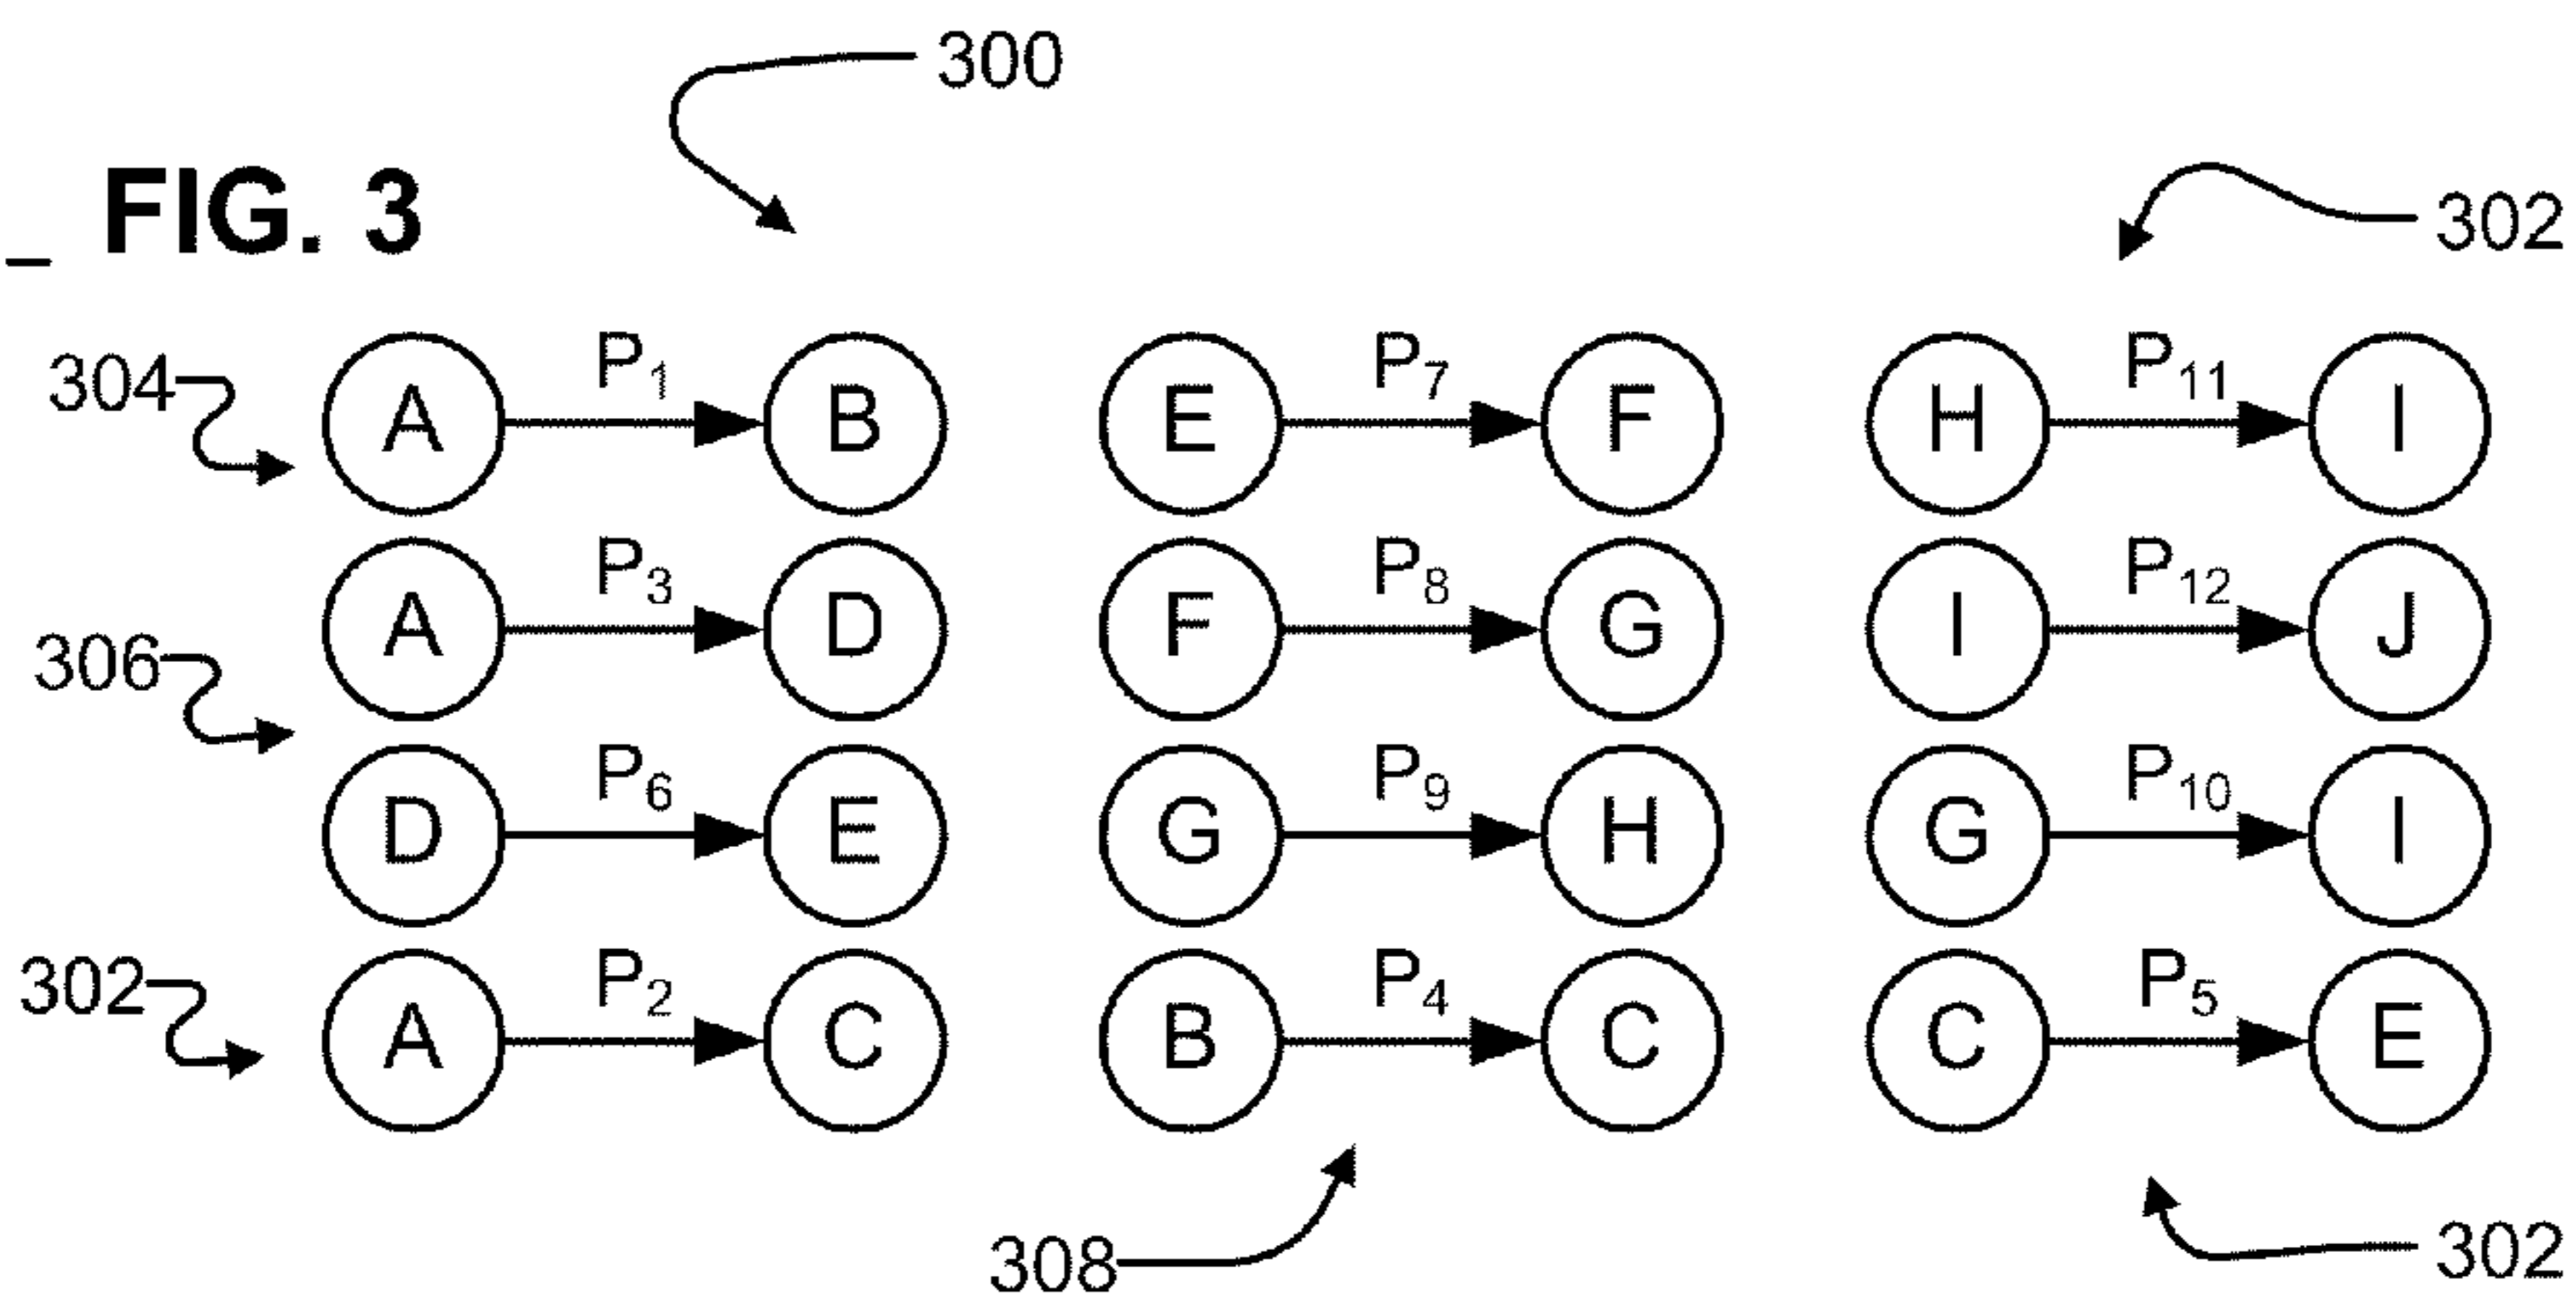 300
FIG. 3
302
304 A P1 B E P7 F H P11 I
A P3 D F P8 G I P12 J
306
D P6 E G P9 H G P10 I
302 A P2 C B P4 C C P5 E
308 302